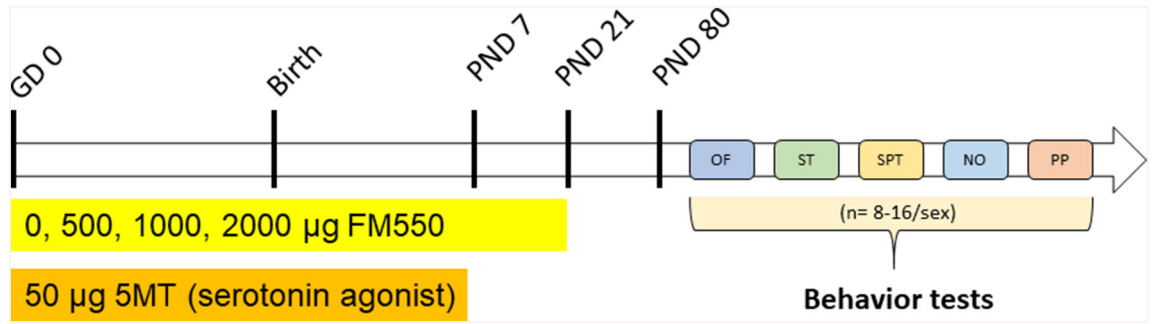 GD 0
Birth
PND 7
PND 21
PND 80
OF
ST
SPT
NO
PP
0, 500, 1000, 2000 µg FM550
(n= 8-16/sex)
50 µg 5MT (serotonin agonist)
Behavior tests